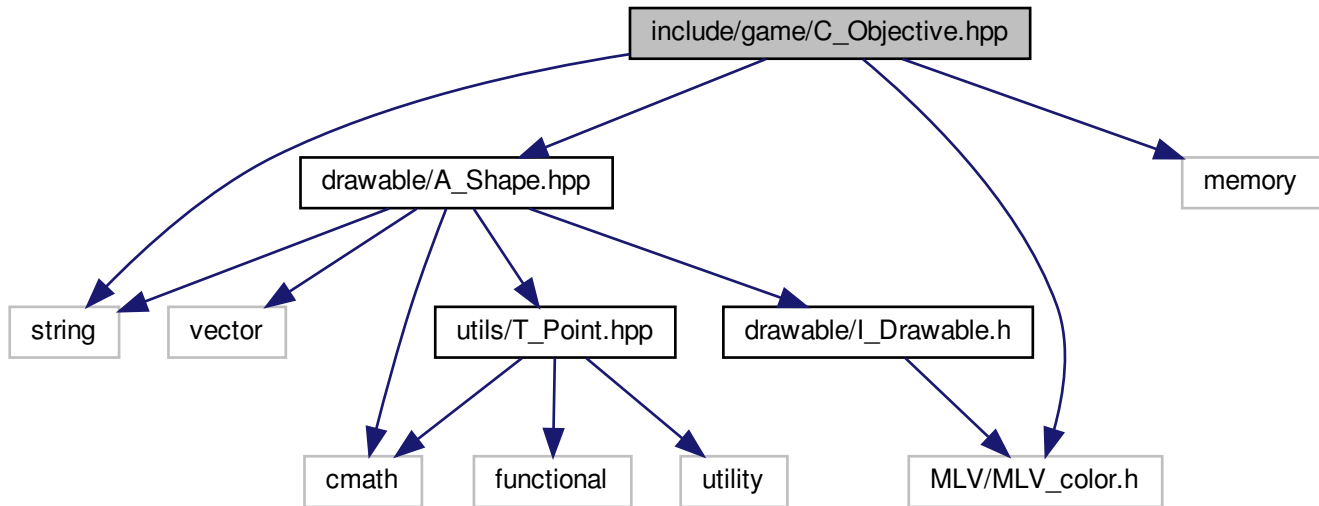 include/game/C_Objective.hpp
drawable/A_Shape.hpp
memory
string
vector
utils/T_Point.hpp
drawable/I_Drawable.h
cmath
functional
utility
MLV/MLV_color.h